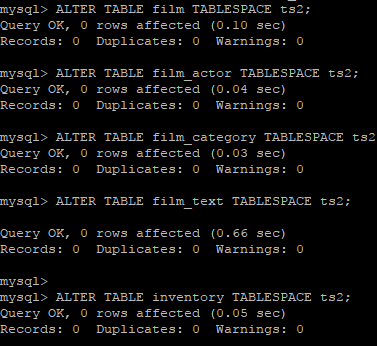 mysql> ALTER TABLE film TABLESPACE ts2;
Query OK, 0 rows affected (0.10 sec)
Records: 0  Duplicates: 0  Warnings: 0
mysql> ALTER TABLE film_actor TABLESPACE ts2;
Query OK, 0 rows affected (0.04 sec)
Records: 0  Duplicates: 0  Warnings: 0
mysql> ALTER TABLE film_category TABLESPACE ts2
Query OK, 0 rows affected (0.03 sec)
Records: 0  Duplicates: 0  Warnings: 0
mysql> ALTER TABLE film_text TABLESPACE ts2;
Query OK, 0 rows affected (0.66 sec)
Records: 0  Duplicates: 0  Warnings: 0
mysql>
mysql> ALTER TABLE inventory TABLESPACE ts2;
Query OK, 0 rows affected (0.05 sec)
Records: 0  Duplicates: 0  Warnings: 0